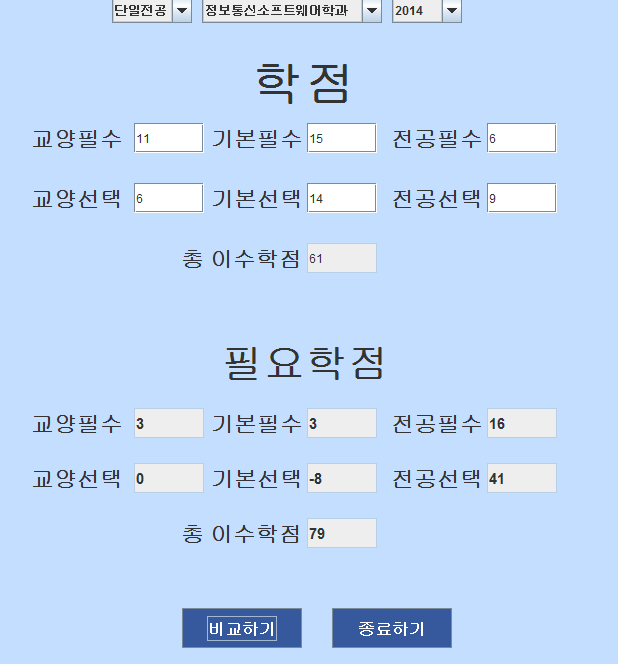 단일전공 정보통신소프트웨어학과 2014
학점
교양필수 11 기본필수 15 전공필수 6
교양선택 6 기본선택 14 전공선택 9
총 이수학점 61
필요학점
교양필수 3 기본필수 3 전공필수 16
교양선택 0 기본선택 -8 전공선택 41
총 이수학점 79
비교하기 종료하기